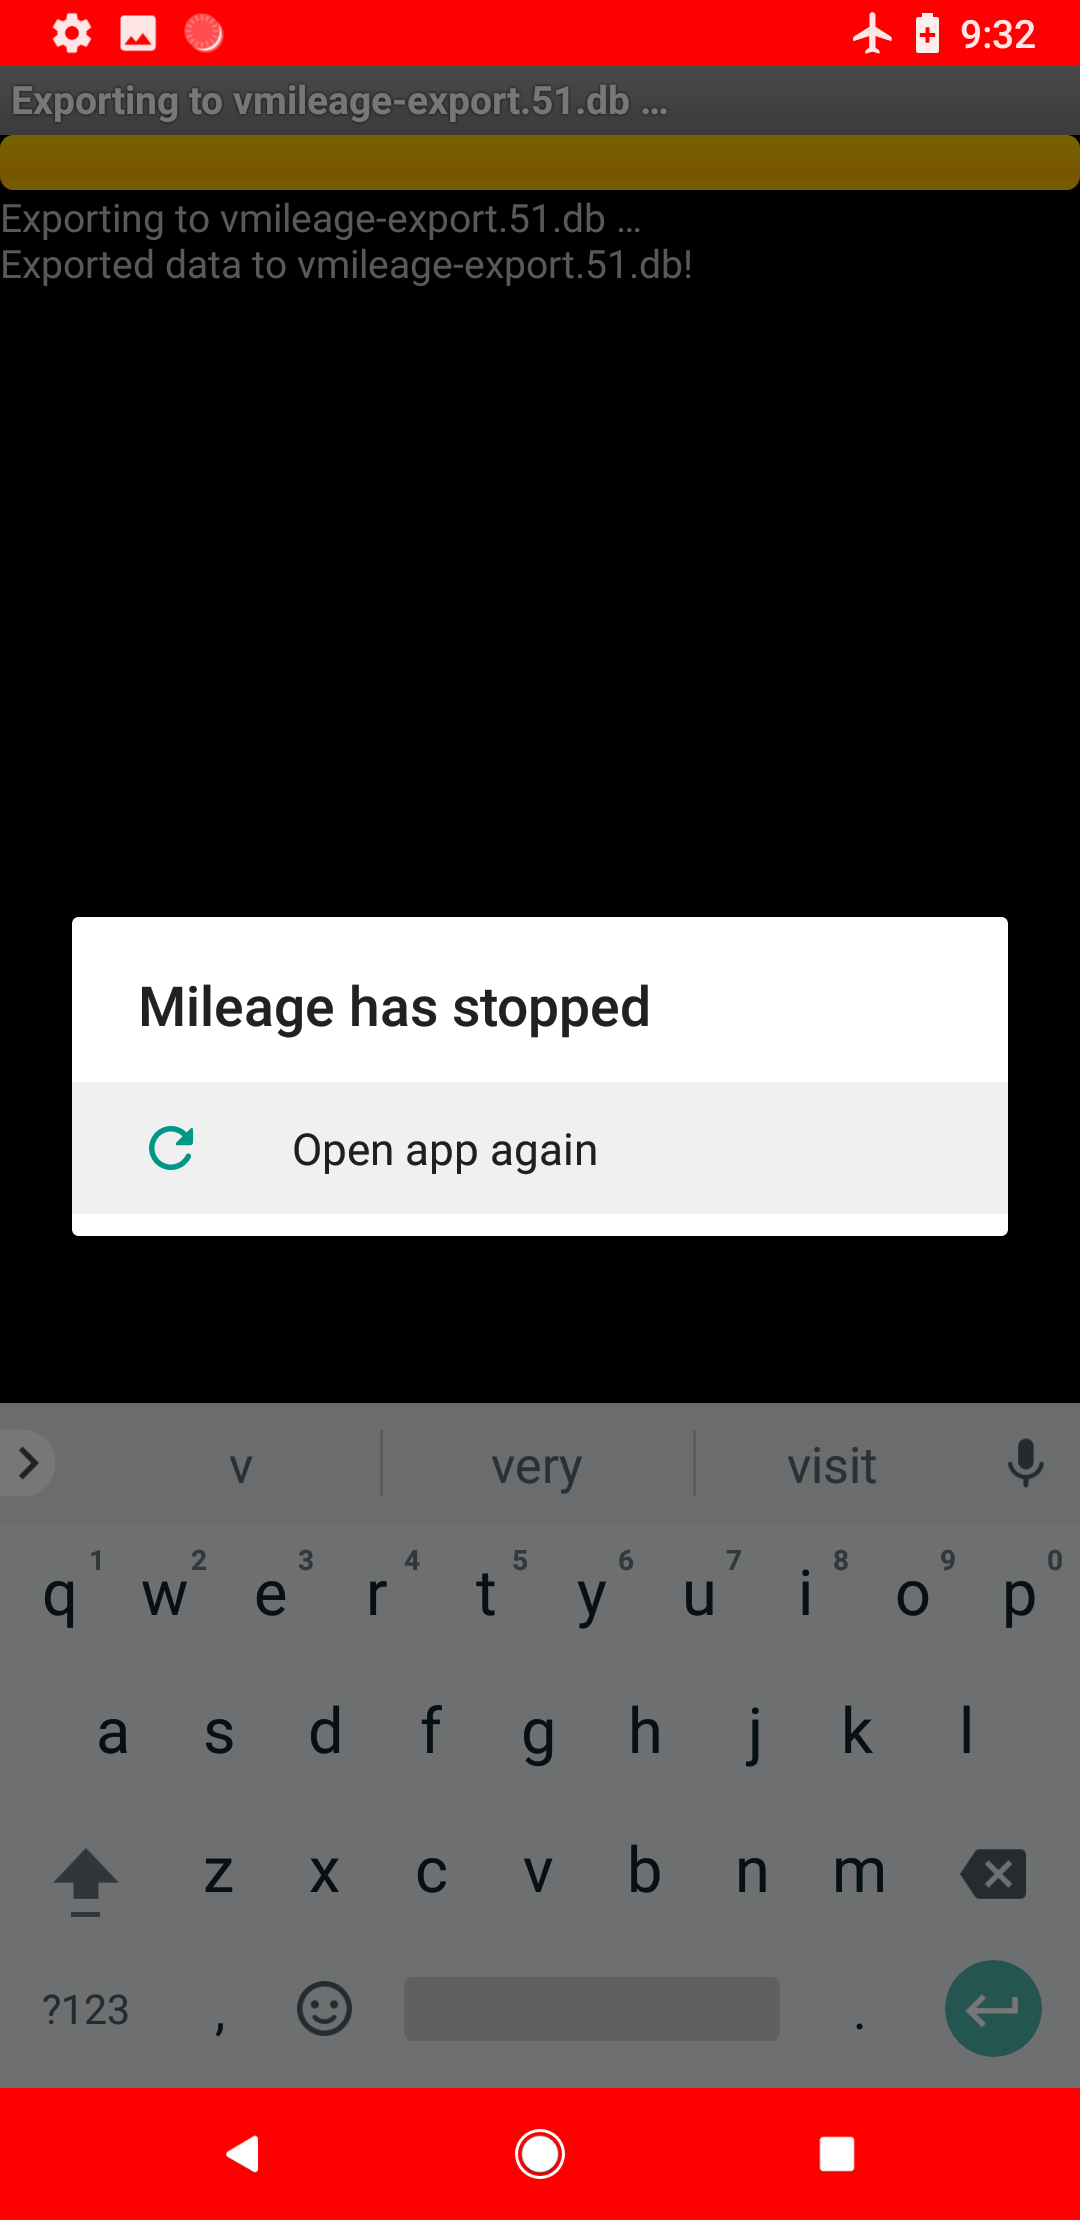 9:32
Exporting to vmileage-export.51.db …
Exporting to vmileage-export.51.db …
Exported data to vmileage-export.51.db!
Mileage has stopped
Open app again
v very visit
1 2 3 4 5 6 7 8 9 0
q w e r t y u i o p
a s d f g h j k l
z x c v b n m
?123 , .